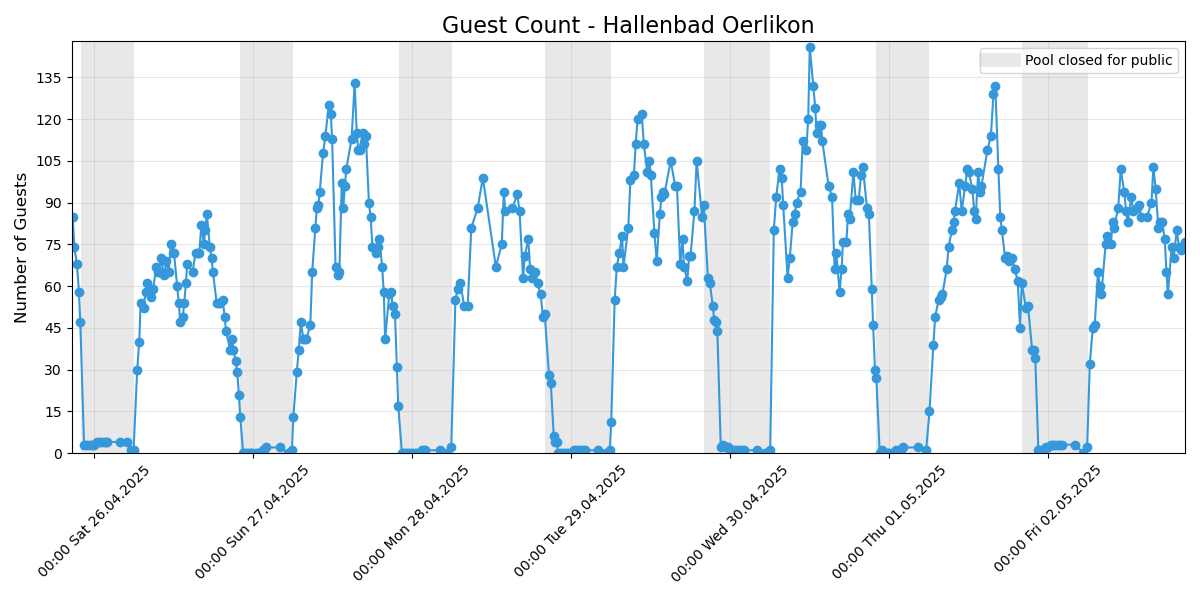 Guest Count - Hallenbad Oerlikon
Pool closed for public
Number of Guests
135
120
105
90
75
60
45
30
15
0
00:00 Sat 26.04.2025
00:00 Sun 27.04.2025
00:00 Mon 28.04.2025
00:00 Tue 29.04.2025
00:00 Wed 30.04.2025
00:00 Thu 01.05.2025
00:00 Fri 02.05.2025